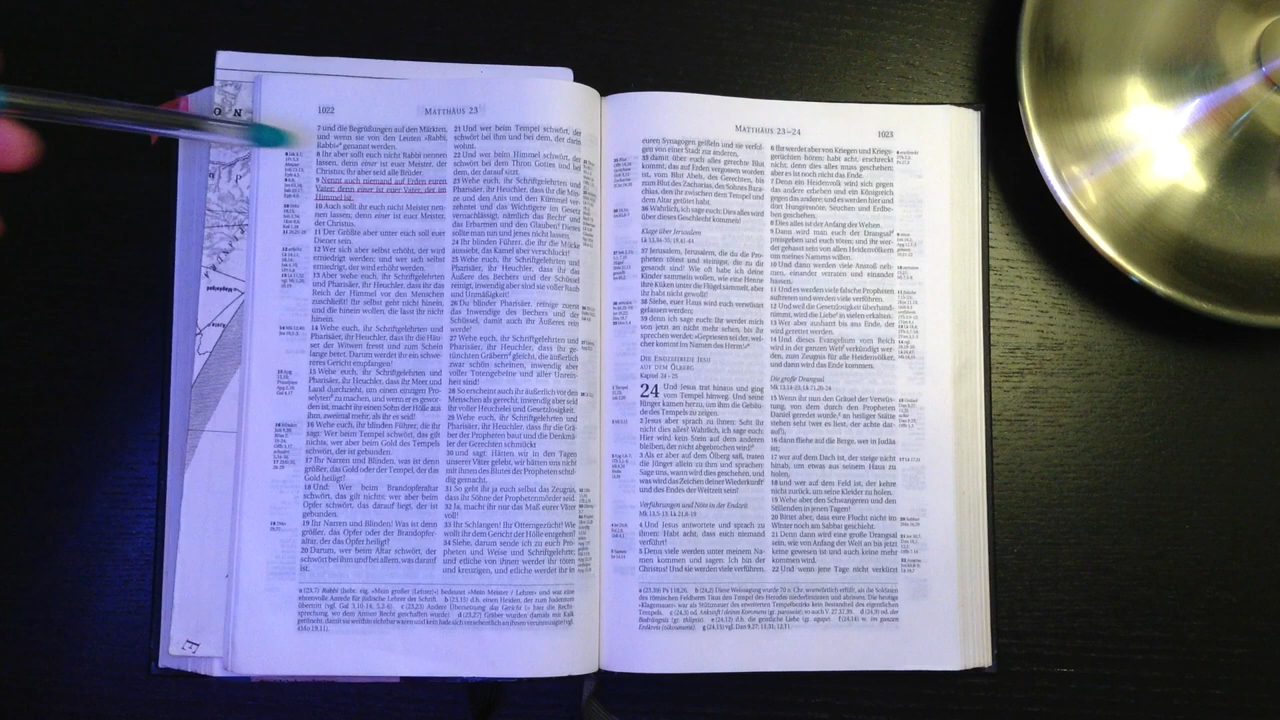 1022
MATTHÄUS 23
7 und die Begrüßungen auf den Märkten,
und wenn sie von den Leuten »Rabbi,
Rabbi« genannt werden.
8 Ihr aber sollt euch nicht Rabbi nennen
lassen, denn einer ist euer Meister, der
Christus; ihr aber seid alle Brüder.
9 Nennt auch niemand auf Erden euren
Vater; denn einer ist euer Vater, der im
Himmel ist.
10 Auch sollt ihr euch nicht Meister nen-
nen lassen, denn einer ist euer Meister,
der Christus.
11 Der Größte aber unter euch soll euer
Diener sein.
12 Wer sich aber selbst erhöht, der wird
erniedrigt werden; und wer sich selbst
erniedrigt, der wird erhöht werden.
13 Aber wehe euch, ihr Schriftgelehrten
und Pharisäer, ihr Heuchler, dass ihr das
Reich der Himmel vor den Menschen
zuschließt! Ihr selbst geht nicht hinein,
und die hinein wollen, die lasst ihr nicht
hinein.
14 Wehe euch, ihr Schriftgelehrten und
Pharisäer, ihr Heuchler, dass ihr die Häu-
ser der Witwen fresst und zum Schein
lange betet. Darum werdet ihr ein schwe-
reres Gericht empfangen!
15 Wehe euch, ihr Schriftgelehrten und
Pharisäer, ihr Heuchler, dass ihr Meer und
Land durchzieht, um einen einzigen Pro-
selyten zu machen, und wenn er es gewor-
den ist, macht ihr einen Sohn der Hölle aus
ihm, zweimal mehr, als ihr es seid!
16 Wehe euch, ihr blinden Führer, die ihr
sagt: Wer beim Tempel schwört, das gilt
nichts; wer aber beim Gold des Tempels
schwört, der ist gebunden.
17 Ihr Narren und Blinden, was ist denn
größer, das Gold oder der Tempel, der das
Gold heiligt?
18 Und: Wer beim Brandopferaltar
schwört, das gilt nichts; wer aber beim
Opfer schwört, das darauf liegt, der ist
gebunden.
19 Ihr Narren und Blinden! Was ist denn
größer, das Opfer oder der Brandopfer-
altar, der das Opfer heiligt?
20 Darum, wer beim Altar schwört, der
schwört bei ihm und bei allem, was darauf
ist.
21 Und wer beim Tempel schwört, der
schwört bei ihm und bei dem, der darin
wohnt.
22 Und wer beim Himmel schwört, der
schwört bei dem Thron Gottes und bei
dem, der darauf sitzt.
23 Wehe euch, ihr Schriftgelehrten und
Pharisäer, ihr Heuchler, dass ihr die Minze
und den Anis und den Kümmel ver-
zehntet und das Wichtigere im Gesetz
vernachlässigt, nämlich das Recht und
das Erbarmen und den Glauben! Dieses
sollte man tun und jenes nicht lassen.
24 Ihr blinden Führer, die ihr die Mücke
aussiebt, das Kamel aber verschluckt!
25 Wehe euch, ihr Schriftgelehrten und
Pharisäer, ihr Heuchler, dass ihr das
Äußere des Bechers und der Schüssel
reinigt, inwendig aber sind sie voller Raub
und Unmäßigkeit!
26 Du blinder Pharisäer, reinige zuerst
das Inwendige des Bechers und der
Schüssel, damit auch ihr Äußeres rein
werde!
27 Wehe euch, ihr Schriftgelehrten und
Pharisäer, ihr Heuchler, dass ihr ge-
tünchten Gräbern gleicht, die äußerlich
zwar schön scheinen, inwendig aber
voller Totengebeine und aller Unrein-
heit sind!
28 So erscheint auch ihr äußerlich vor den
Menschen als gerecht, inwendig aber seid
ihr voller Heuchelei und Gesetzlosigkeit.
29 Wehe euch, ihr Schriftgelehrten und
Pharisäer, ihr Heuchler, dass ihr die Grä-
ber der Propheten baut und die Denkmä-
ler der Gerechten schmückt
30 und sagt: Hätten wir in den Tagen
unserer Väter gelebt, wir hätten uns nicht
mit ihnen des Blutes der Propheten schul-
dig gemacht.
31 So gebt ihr ja euch selbst das Zeugnis,
dass ihr Söhne der Prophetenmörder seid.
32 Ja, macht ihr nur das Maß eurer Väter
voll!
33 Ihr Schlangen! Ihr Otterngezücht! Wie
wollt ihr dem Gericht der Hölle entgehen?
34 Siehe, darum sende ich zu euch Pro-
pheten und Weise und Schriftgelehrte;
und etliche von ihnen werdet ihr töten
und kreuzigen, und etliche werdet ihr in
MATTHÄUS 23–24
1023
euren Synagogen geißeln und sie verfol-
gen von einer Stadt zur anderen,
35 damit über euch alles gerechte Blut
kommt, das auf Erden vergossen worden
ist, vom Blut Abels, des Gerechten, bis
zum Blut des Zacharias, des Sohnes Bara-
chias, den ihr zwischen dem Tempel und
dem Altar getötet habt.
36 Wahrlich, ich sage euch: Dies alles wird
über dieses Geschlecht kommen!
Klage über Jerusalem
Lk 13,34-35; 19,41-44
37 Jerusalem, Jerusalem, die du die Pro-
pheten tötest und steinigst, die zu dir
gesandt sind! Wie oft habe ich deine
Kinder sammeln wollen, wie eine Henne
ihre Küken unter die Flügel sammelt, aber
ihr habt nicht gewollt!
38 Siehe, euer Haus wird euch verwüstet
gelassen werden;
39 denn ich sage euch: Ihr werdet mich
von jetzt an nicht mehr sehen, bis ihr
sprechen werdet: »Gepriesen sei der, wel-
cher kommt im Namen des Herrn!«
DIE ENDZEITREDE JESU
AUF DEM ÖLBERG
Kapitel 24 - 25
24 Und Jesus trat hinaus und ging
vom Tempel hinweg. Und seine
Jünger kamen herzu, um ihm die Gebäu-
de des Tempels zu zeigen.
2 Jesus aber sprach zu ihnen: Seht ihr
nicht dies alles? Wahrlich, ich sage euch:
Hier wird kein Stein auf dem anderen
bleiben, der nicht abgebrochen wird!
3 Als er aber auf dem Ölberg saß, traten
die Jünger allein zu ihm und sprachen:
Sage uns, wann wird dies geschehen, und
was wird das Zeichen deiner Wiederkunft
und des Endes der Weltzeit sein?
Verführungen und Nöte in der Endzeit
Mk 13,5-13; Lk 21,8-19
4 Und Jesus antwortete und sprach zu
ihnen: Habt acht, dass euch niemand
verführt!
5 Denn viele werden unter meinem Na-
men kommen und sagen: Ich bin der
Christus! Und sie werden viele verführen.
6 Ihr werdet aber von Kriegen und Kriegs-
gerüchten hören; habt acht, erschreckt
nicht; denn dies alles muss geschehen;
aber es ist noch nicht das Ende.
7 Denn ein Heidenvolk wird sich gegen
das andere erheben und ein Königreich
gegen das andere; und es werden hier und
dort Hungersnöte, Seuchen und Erdbe-
ben geschehen.
8 Dies alles ist der Anfang der Wehen.
9 Dann wird man euch der Drangsal
preisgeben und euch töten; und ihr wer-
det gehasst sein von allen Heidenvölkern
um meines Namens willen.
10 Und dann werden viele Anstoß neh-
men, einander verraten und einander
hassen.
11 Und es werden viele falsche Propheten
auftreten und werden viele verführen.
12 Und weil die Gesetzlosigkeit überhand-
nimmt, wird die Liebe in vielen erkalten.
13 Wer aber ausharrt bis ans Ende, der
wird gerettet werden.
14 Und dieses Evangelium vom Reich
wird in der ganzen Welt verkündigt wer-
den, zum Zeugnis für alle Heidenvölker,
und dann wird das Ende kommen.
Die große Drangsal
Mk 13,14-23; Lk 21,20-24
15 Wenn ihr nun den Gräuel der Verwüs-
tung, von dem durch den Propheten
Daniel geredet wurde, an heiliger Stätte
stehen seht (wer es liest, der achte dar-
auf!),
16 dann fliehe auf die Berge, wer in Judäa
ist;
17 wer auf dem Dach ist, der steige nicht
hinab, um etwas aus seinem Haus zu
holen,
18 und wer auf dem Feld ist, der kehre
nicht zurück, um seine Kleider zu holen.
19 Wehe aber den Schwangeren und den
Stillenden in jenen Tagen!
20 Bittet aber, dass eure Flucht nicht im
Winter noch am Sabbat geschieht.
21 Denn dann wird eine große Drangsal
sein, wie von Anfang der Welt an bis jetzt
keine gewesen ist und auch keine mehr
kommen wird.
22 Und wenn jene Tage nicht verkürzt